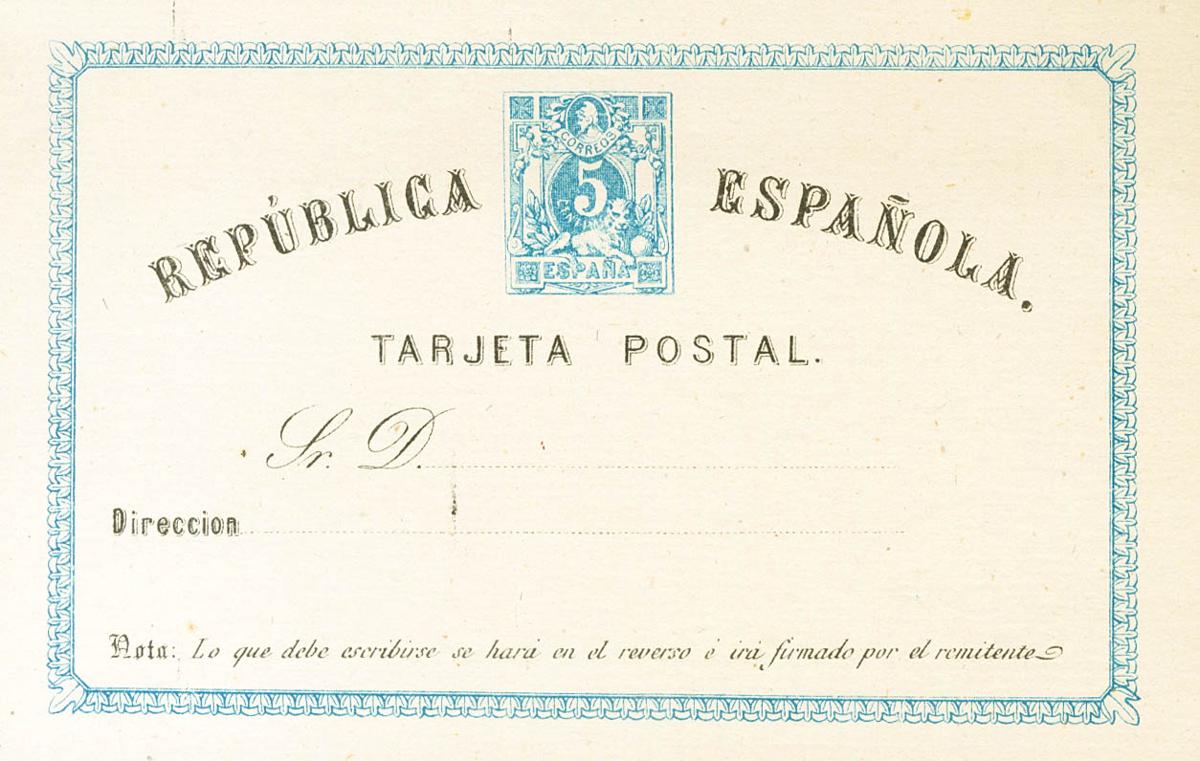 CORREOS
5
ESPAÑA
REPÚBLICA ESPAÑOLA.
TARJETA POSTAL.
Sr. D.
Direccion
Nota: Lo que debe escribirse se hará en el reverso é irá firmado por el remitente